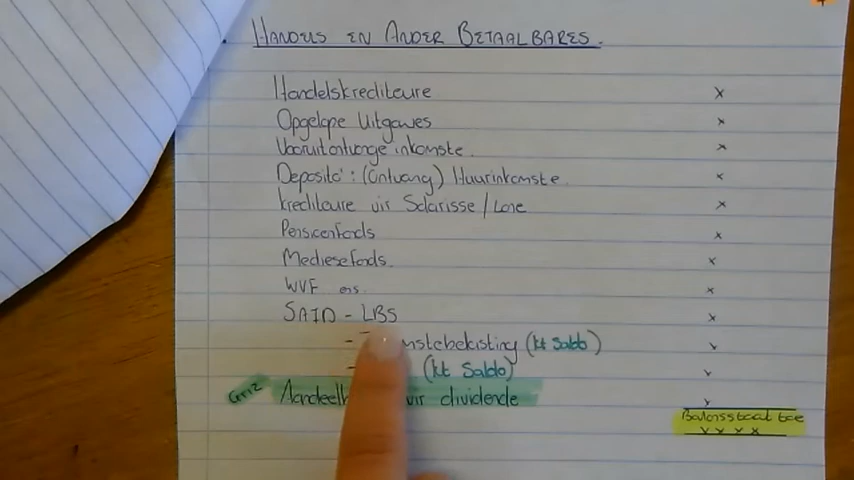 HANDELS EN ANDER BETAALBARES.
Handelskrediteure x
Opgelope Uitgawes x
Vooruitontvange inkomste. x
Deposito: (Ontvang) Huurinkomste. x
krediteure vir Salarisse / Lone x
Pensioenfonds x
Mediesefonds. x
WVF ens. x
SAID - LBS x
- (kt Saldo) x
- (kt Saldo) x
Gr12 vir dividende x
Balansstaat toe
x x x x